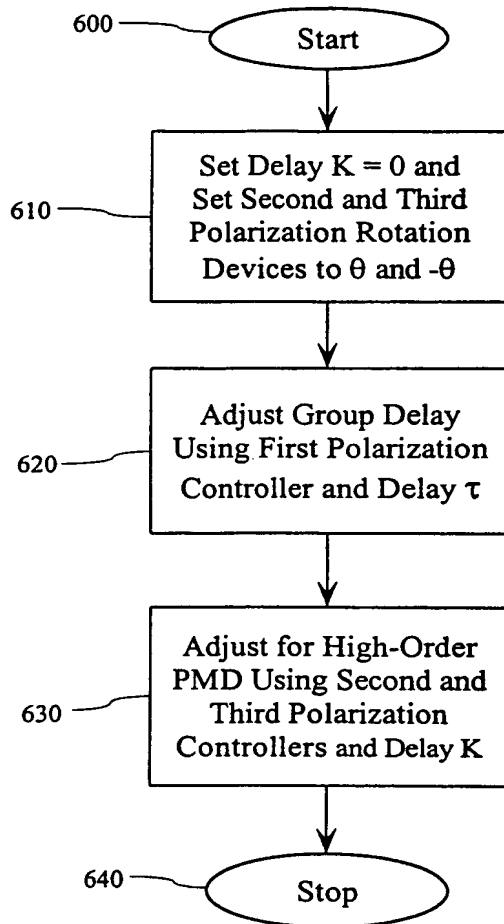 600
Start
610
Set Delay K = 0 and
Set Second and Third
Polarization Rotation
Devices to θ and -θ
620
Adjust Group Delay
Using First Polarization
Controller and Delay τ
630
Adjust for High-Order
PMD Using Second and
Third Polarization
Controllers and Delay K
640
Stop